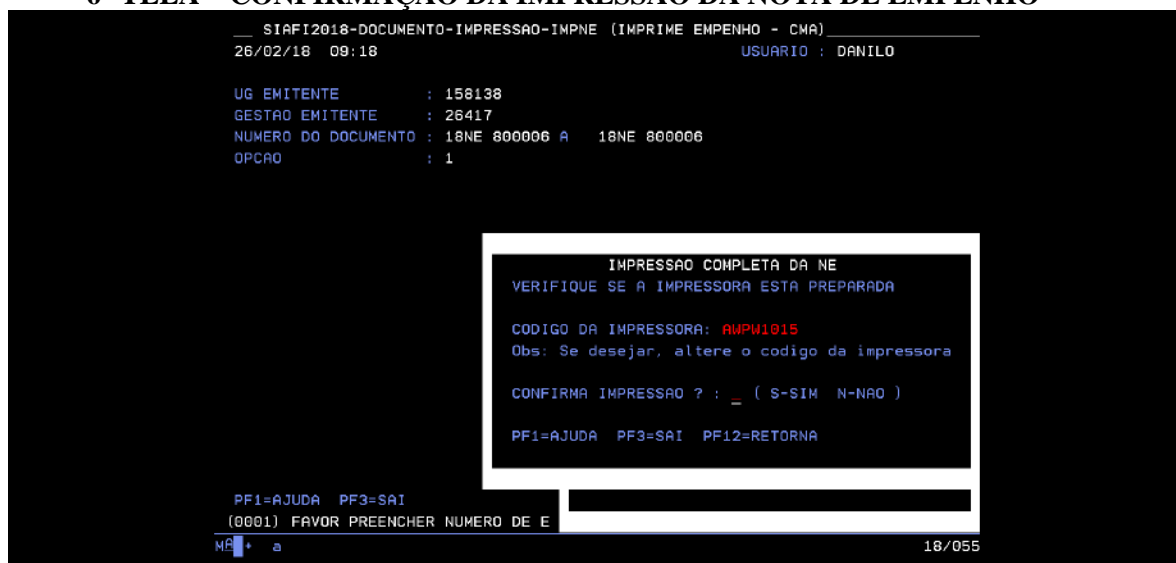 6ª TELA – CONFIRMAÇÃO DA IMPRESSÃO DA NOTA DE EMPENHO
__ SIAFI2018-DOCUMENTO-IMPRESSAO-IMPNE (IMPRIME EMPENHO - CMA)____________
26/02/18 09:18 USUARIO : DANILO
UG EMITENTE : 158138
GESTAO EMITENTE : 26417
NUMERO DO DOCUMENTO : 18NE 800006 A 18NE 800006
OPCAO : 1
IMPRESSAO COMPLETA DA NE
VERIFIQUE SE A IMPRESSORA ESTA PREPARADA
CODIGO DA IMPRESSORA: AWPW1015
Obs: Se desejar, altere o codigo da impressora
CONFIRMA IMPRESSAO ? : _ ( S-SIM N-NAO )
PF1=AJUDA PF3=SAI PF12=RETORNA
PF1=AJUDA PF3=SAI
(0001) FAVOR PREENCHER NUMERO DE E
MA + a 18/055